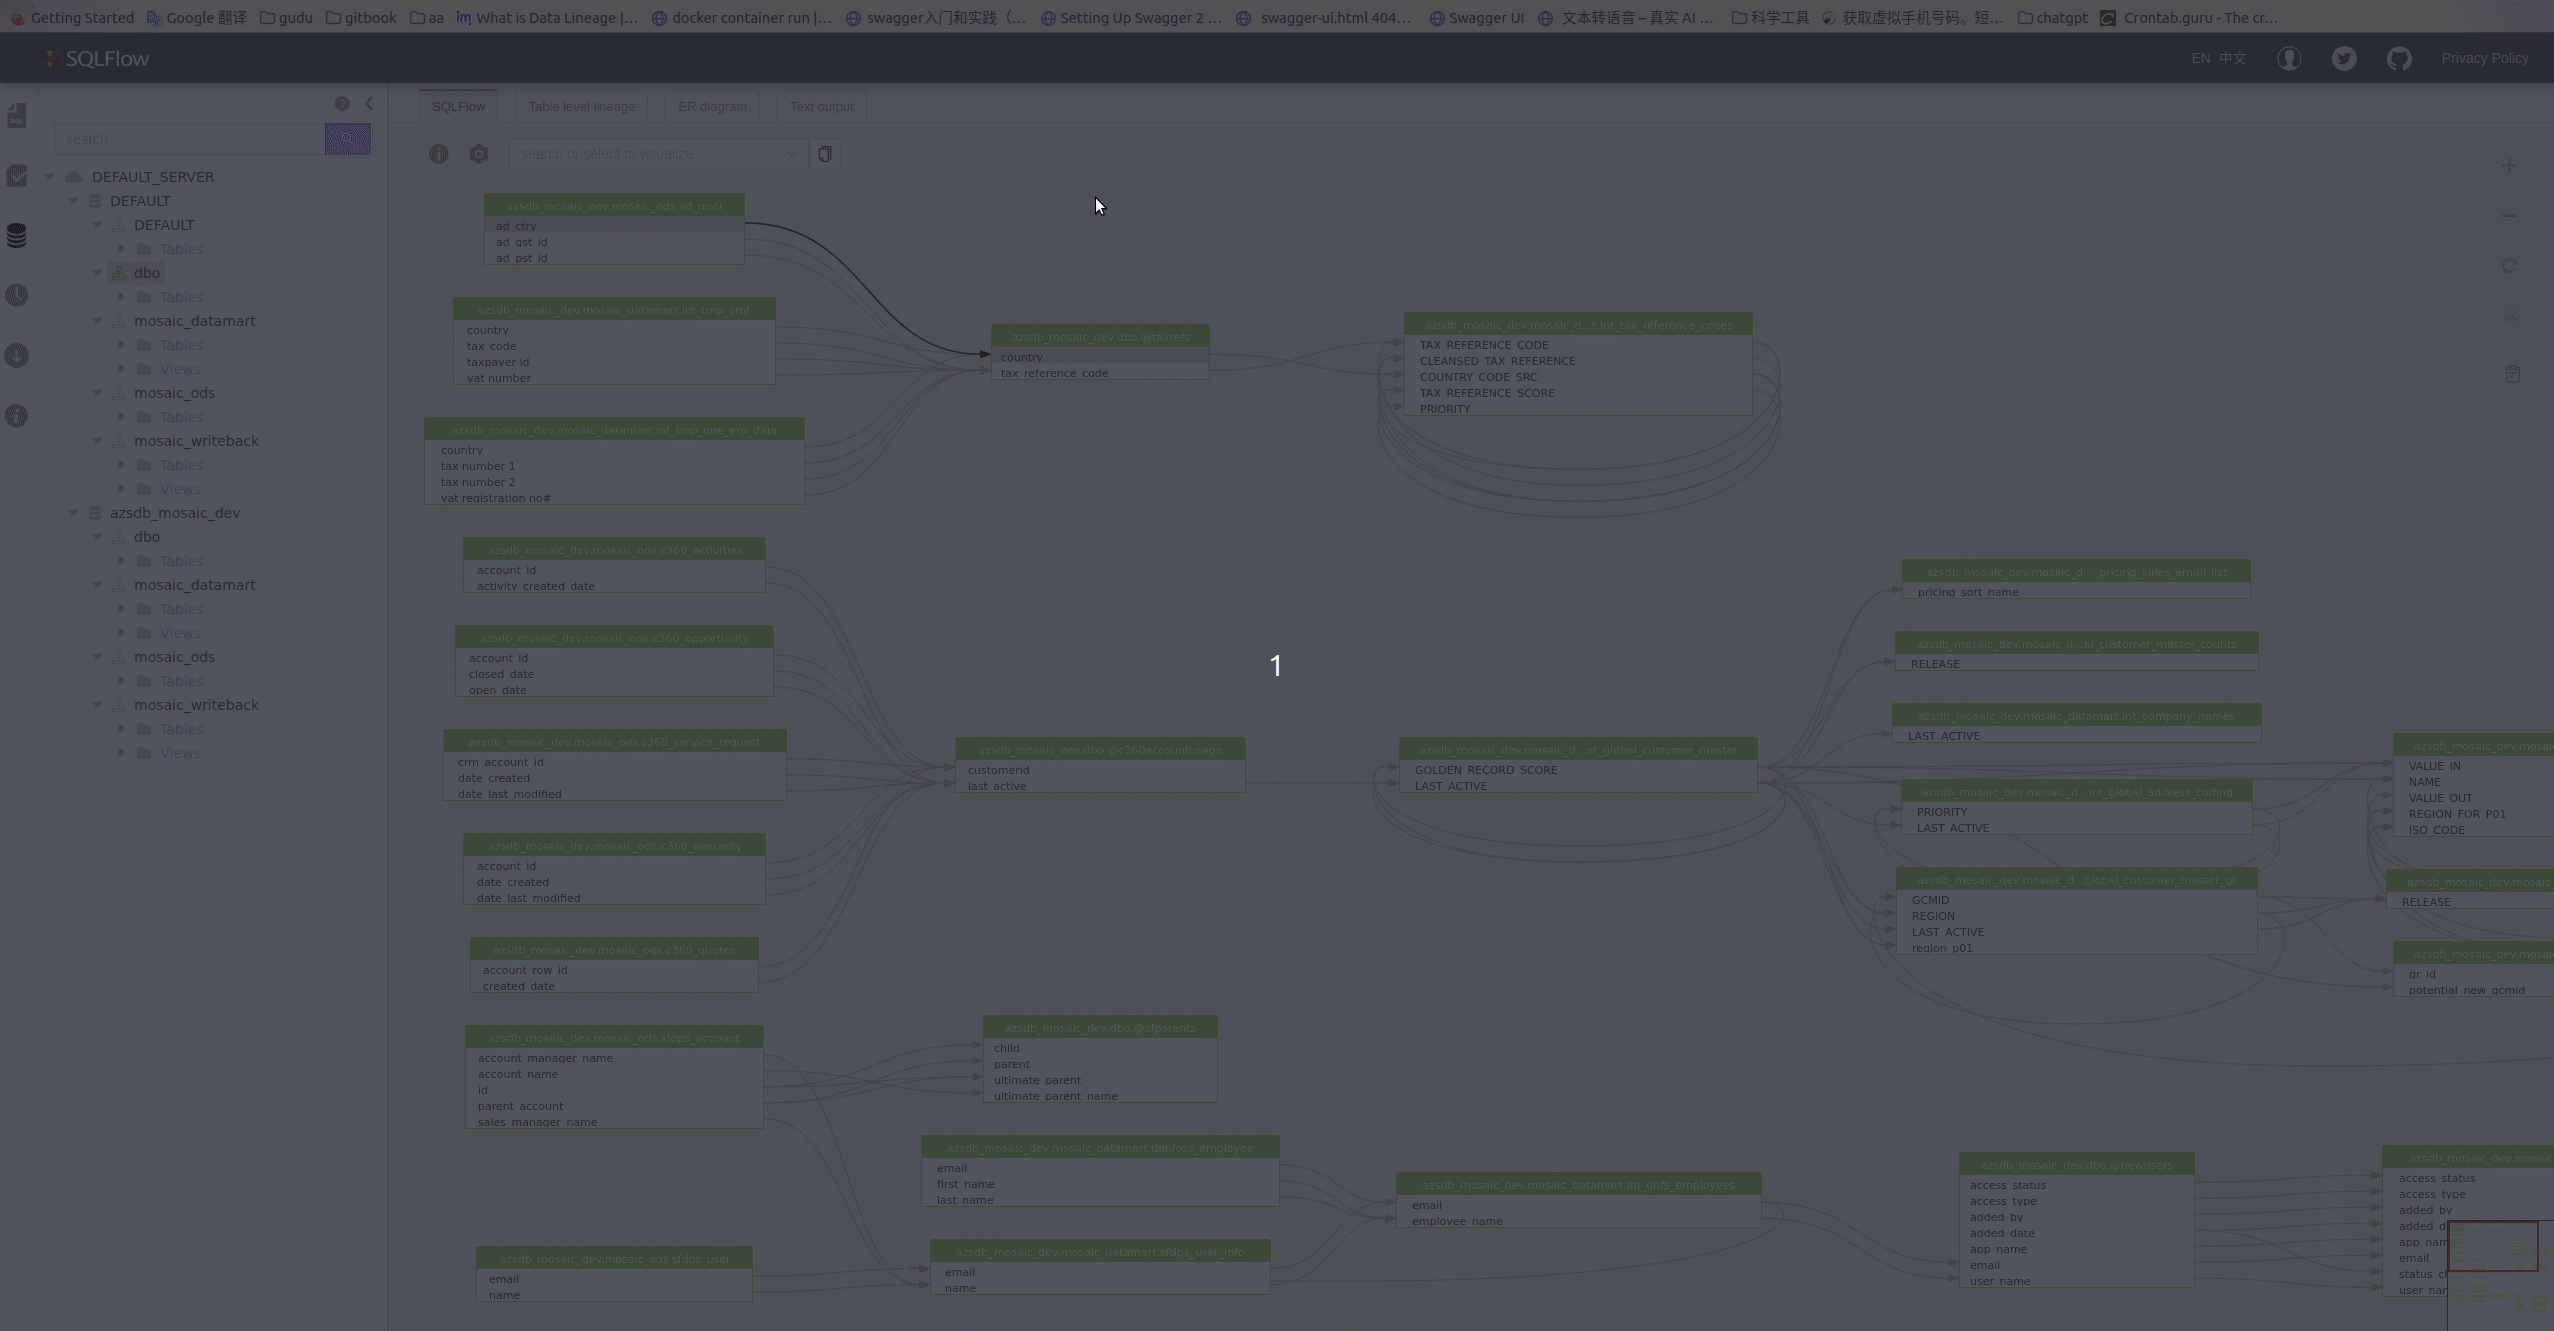 Getting Started Google 翻译 gudu gitbook aa What is Data Lineage |... docker container run |... swagger入门和实践（... Setting Up Swagger 2 ... swagger-ui.html 404... Swagger UI 文本转语音 – 真实 AI ... 科学工具 获取虚拟手机号码。短... chatgpt Crontab.guru - The cr...
SQLFlow EN 中文 Privacy Policy
search
DEFAULT_SERVER
DEFAULT
DEFAULT
Tables
dbo
Tables
mosaic_datamart
Tables
Views
mosaic_ods
Tables
mosaic_writeback
Tables
Views
azsdb_mosaic_dev
dbo
Tables
mosaic_datamart
Tables
Views
mosaic_ods
Tables
mosaic_writeback
Tables
Views
SQLFlow Table level lineage ER diagram Text output
search or select to visualize
azsdb_mosaic_dev.mosaic_ods.ad_mstr
ad_ctry
ad_gst_id
ad_pst_id
azsdb_mosaic_dev.mosaic_datamart.int_tmp_cmf
country
tax_code
taxpayer id
vat number
azsdb_mosaic_dev.mosaic_datamart.int_tmp_one_erp_data
country
tax number 1
tax number 2
vat registration no#
azsdb_mosaic_dev.dbo.@taxrefs
country
tax_reference_code
azsdb_mosaic_dev.mosaic_d...t.int_tax_reference_codes
TAX_REFERENCE_CODE
CLEANSED_TAX_REFERENCE
COUNTRY_CODE_SRC
TAX_REFERENCE_SCORE
PRIORITY
azsdb_mosaic_dev.mosaic_ods.c360_activities
account_id
activity_created_date
azsdb_mosaic_dev.mosaic_ods.c360_opportunity
account_id
closed_date
open_date
azsdb_mosaic_dev.mosaic_ods.c360_service_request
crm_account_id
date_created
date_last_modified
azsdb_mosaic_dev.mosaic_ods.c360_warranty
account_id
date_created
date_last_modified
azsdb_mosaic_dev.mosaic_ods.c360_quotes
account_row_id
created_date
1
azsdb_mosaic_dev.dbo.@c360accountusage
customerid
last_active
azsdb_mosaic_dev.mosaic_d...nt_global_customer_master
GOLDEN_RECORD_SCORE
LAST_ACTIVE
azsdb_mosaic_dev.mosaic_d..._pricing_sales_email_list
pricing_sort_name
azsdb_mosaic_dev.mosaic_d...al_customer_master_counts
RELEASE
azsdb_mosaic_dev.mosaic_datamart.int_company_names
LAST_ACTIVE
azsdb_mosaic_dev.mosaic_d...int_global_address_coding
PRIORITY
LAST_ACTIVE
azsdb_mosaic_dev.mosaic_d...global_customer_master_gr
GCMID
REGION
LAST_ACTIVE
region_p01
azsdb_mosaic_dev.mosai
VALUE_IN
NAME
VALUE_OUT
REGION_FOR_P01
ISO_CODE
azsdb_mosaic_dev.mosaic_
RELEASE
azsdb_mosaic_dev.mosai
gr_id
potential_new_gcmid
azsdb_mosaic_dev.mosaic_ods.sfdps_account
account_manager_name
account_name
id
parent_account
sales_manager_name
azsdb_mosaic_dev.dbo.@sfparents
child
parent
ultimate_parent
ultimate_parent_name
azsdb_mosaic_dev.mosaic_datamart.danfoss_employee
email
first_name
last_name
azsdb_mosaic_dev.mosaic_ods.sfdps_user
email
name
azsdb_mosaic_dev.mosaic_datamart.sfdps_user_info
email
name
azsdb_mosaic_dev.mosaic_datamart.int_dnfs_employees
email
employee_name
azsdb_mosaic_dev.dbo.@newusers
access_status
access_type
added_by
added_date
app_name
email
user_name
azsdb_mosaic_dev.mosaic
access_status
access_type
added_by
added_d
app_nam
email
status_cl
user_nar